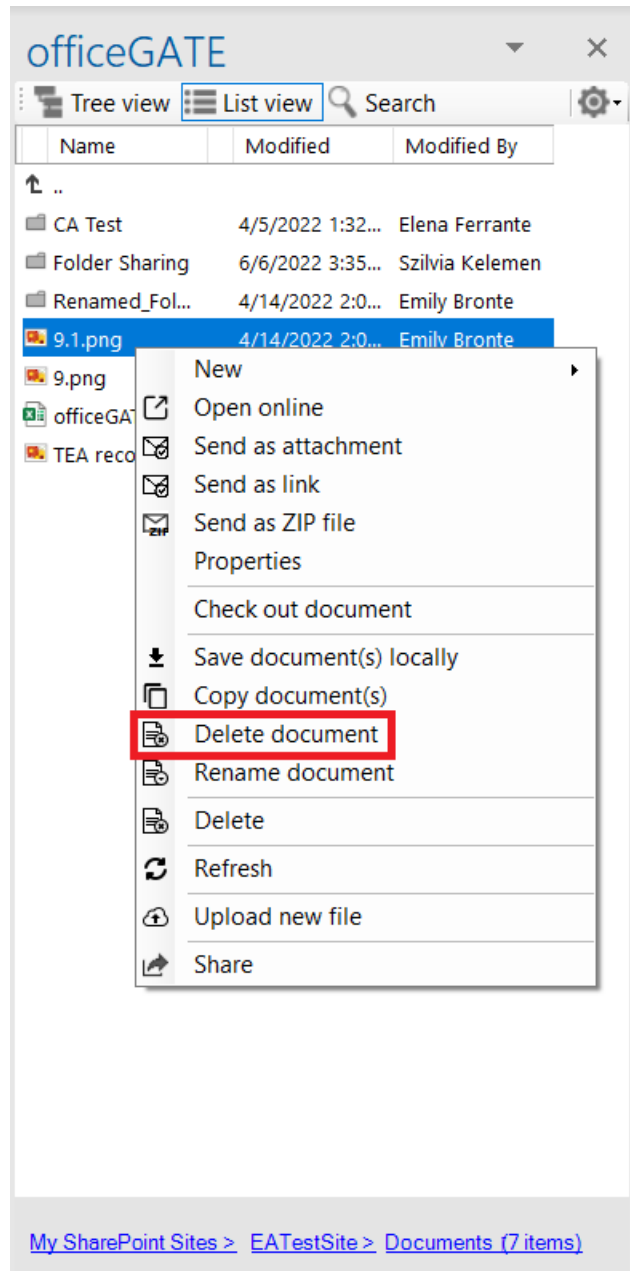 officeGATE
Tree view List view Search
Name Modified Modified By
..
CA Test 4/5/2022 1:32... Elena Ferrante
Folder Sharing 6/6/2022 3:35... Szilvia Kelemen
Renamed_Fol... 4/14/2022 2:0... Emily Bronte
9.1.png 4/14/2022 2:0... Emily Bronte
9.png
officeGA
TEA reco
New
Open online
Send as attachment
Send as link
ZIP Send as ZIP file
Properties
Check out document
Save document(s) locally
Copy document(s)
Delete document
Rename document
Delete
Refresh
Upload new file
Share
My SharePoint Sites > EATestSite > Documents (7 items)